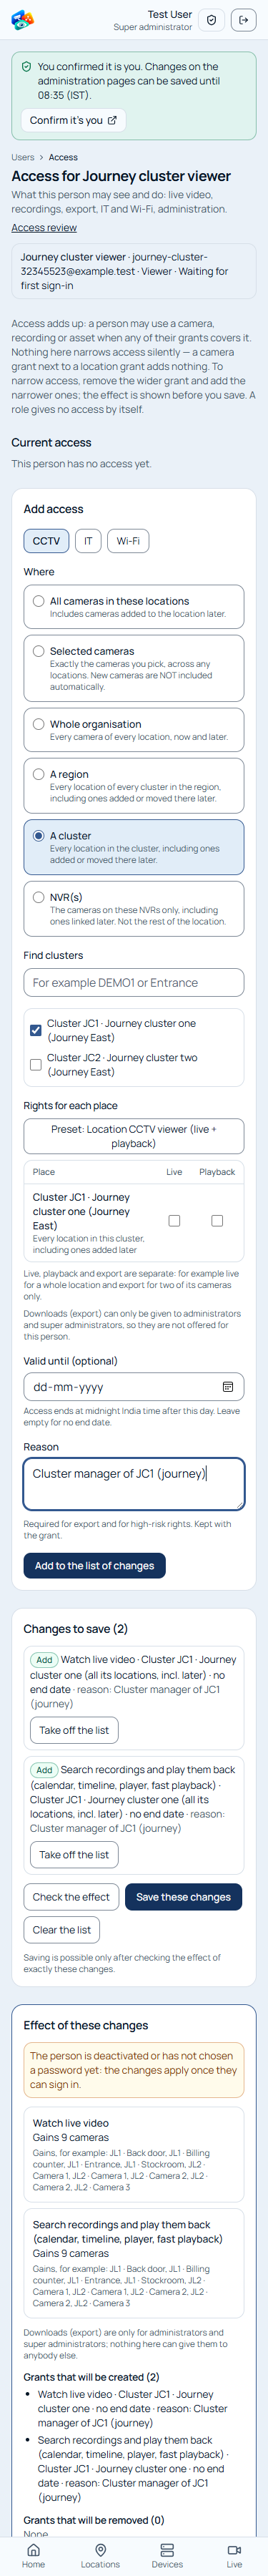 Test User
Super administrator
You confirmed it is you. Changes on the
administration pages can be saved until
08:35 (IST).
Confirm it's you
Users > Access
Access for Journey cluster viewer
What this person may see and do: live video,
recordings, export, IT and Wi-Fi, administration.
Access review
Journey cluster viewer · journey-cluster-
32345523@example.test · Viewer · Waiting for
first sign-in
Access adds up: a person may use a camera,
recording or asset when any of their grants covers it.
Nothing here narrows access silently — a camera
grant next to a location grant adds nothing. To
narrow access, remove the wider grant and add the
narrower ones; the effect is shown before you save. A
role gives no access by itself.
Current access
This person has no access yet.
Add access
CCTV
IT
Wi-Fi
Where
All cameras in these locations
Includes cameras added to the location later.
Selected cameras
Exactly the cameras you pick, across any
locations. New cameras are NOT included
automatically.
Whole organisation
Every camera of every location, now and later.
A region
Every location of every cluster in the region,
including ones added or moved there later.
A cluster
Every location in the cluster, including ones
added or moved there later.
NVR(s)
The cameras on these NVRs only, including
ones linked later. Not the rest of the location.
Find clusters
For example DEMO1 or Entrance
Cluster JC1 · Journey cluster one
(Journey East)
Cluster JC2 · Journey cluster two
(Journey East)
Rights for each place
Preset: Location CCTV viewer (live +
playback)
Place Live Playback
Cluster JC1 · Journey
cluster one (Journey
East)
Every location in this cluster,
including ones added later
Live, playback and export are separate: for example live
for a whole location and export for two of its cameras
only.
Downloads (export) can only be given to administrators
and super administrators, so they are not offered for
this person.
Valid until (optional)
dd-mm-yyyy
Access ends at midnight India time after this day. Leave
empty for no end date.
Reason
Cluster manager of JC1 (journey)
Required for export and for high-risk rights. Kept with
the grant.
Add to the list of changes
Changes to save (2)
Add Watch live video · Cluster JC1 · Journey
cluster one (all its locations, incl. later) · no
end date · reason: Cluster manager of JC1
(journey)
Take off the list
Add Search recordings and play them back
(calendar, timeline, player, fast playback) ·
Cluster JC1 · Journey cluster one (all its
locations, incl. later) · no end date · reason:
Cluster manager of JC1 (journey)
Take off the list
Check the effect
Save these changes
Clear the list
Saving is possible only after checking the effect of
exactly these changes.
Effect of these changes
The person is deactivated or has not chosen
a password yet: the changes apply once they
can sign in.
Watch live video
Gains 9 cameras
Gains, for example: JL1 · Back door, JL1 · Billing
counter, JL1 · Entrance, JL1 · Stockroom, JL2 ·
Camera 1, JL2 · Camera 1, JL2 · Camera 2, JL2 ·
Camera 2, JL2 · Camera 3
Search recordings and play them back
(calendar, timeline, player, fast playback)
Gains 9 cameras
Gains, for example: JL1 · Back door, JL1 · Billing
counter, JL1 · Entrance, JL1 · Stockroom, JL2 ·
Camera 1, JL2 · Camera 1, JL2 · Camera 2, JL2 ·
Camera 2, JL2 · Camera 3
Downloads (export) are only for administrators and
super administrators; nothing here can give them to
anybody else.
Grants that will be created (2)
Watch live video · Cluster JC1 · Journey
cluster one · no end date · reason: Cluster
manager of JC1 (journey)
Search recordings and play them back
(calendar, timeline, player, fast playback) ·
Cluster JC1 · Journey cluster one · no end
date · reason: Cluster manager of JC1
(journey)
Grants that will be removed (0)
None
Home
Locations
Devices
Live